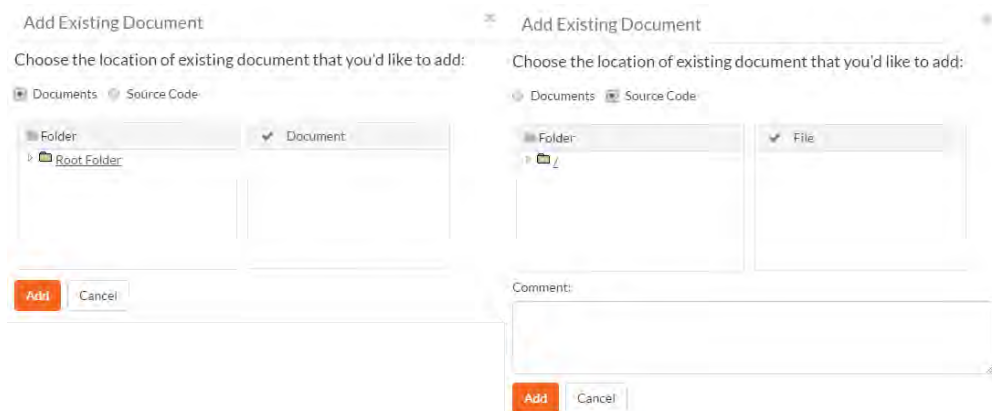 Add Existing Document
Choose the location of existing document that you'd like to add:
Documents Source Code
Folder Document
Root Folder
Add Cancel
Add Existing Document
Choose the location of existing document that you'd like to add:
Documents Source Code
Folder File
/
Comment:
Add Cancel